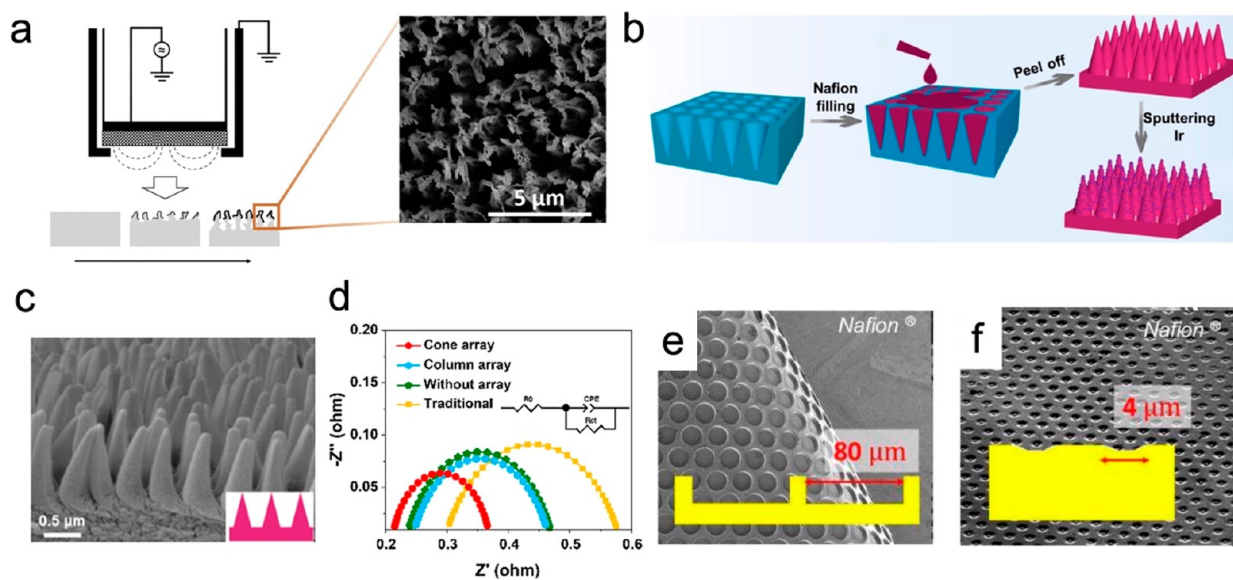 a
5 μm
b
Nafion
filling
Peel off
Sputtering
Ir
c
0.5 μm
d
-Z'' (ohm)
0.20
0.15
0.10
0.05
Cone array
Column array
Without array
Traditional
R0
CPE
Rct
0.2 0.3 0.4 0.5 0.6
Z' (ohm)
e
Nafion ®
80 μm
f
Nafion ®
4 μm